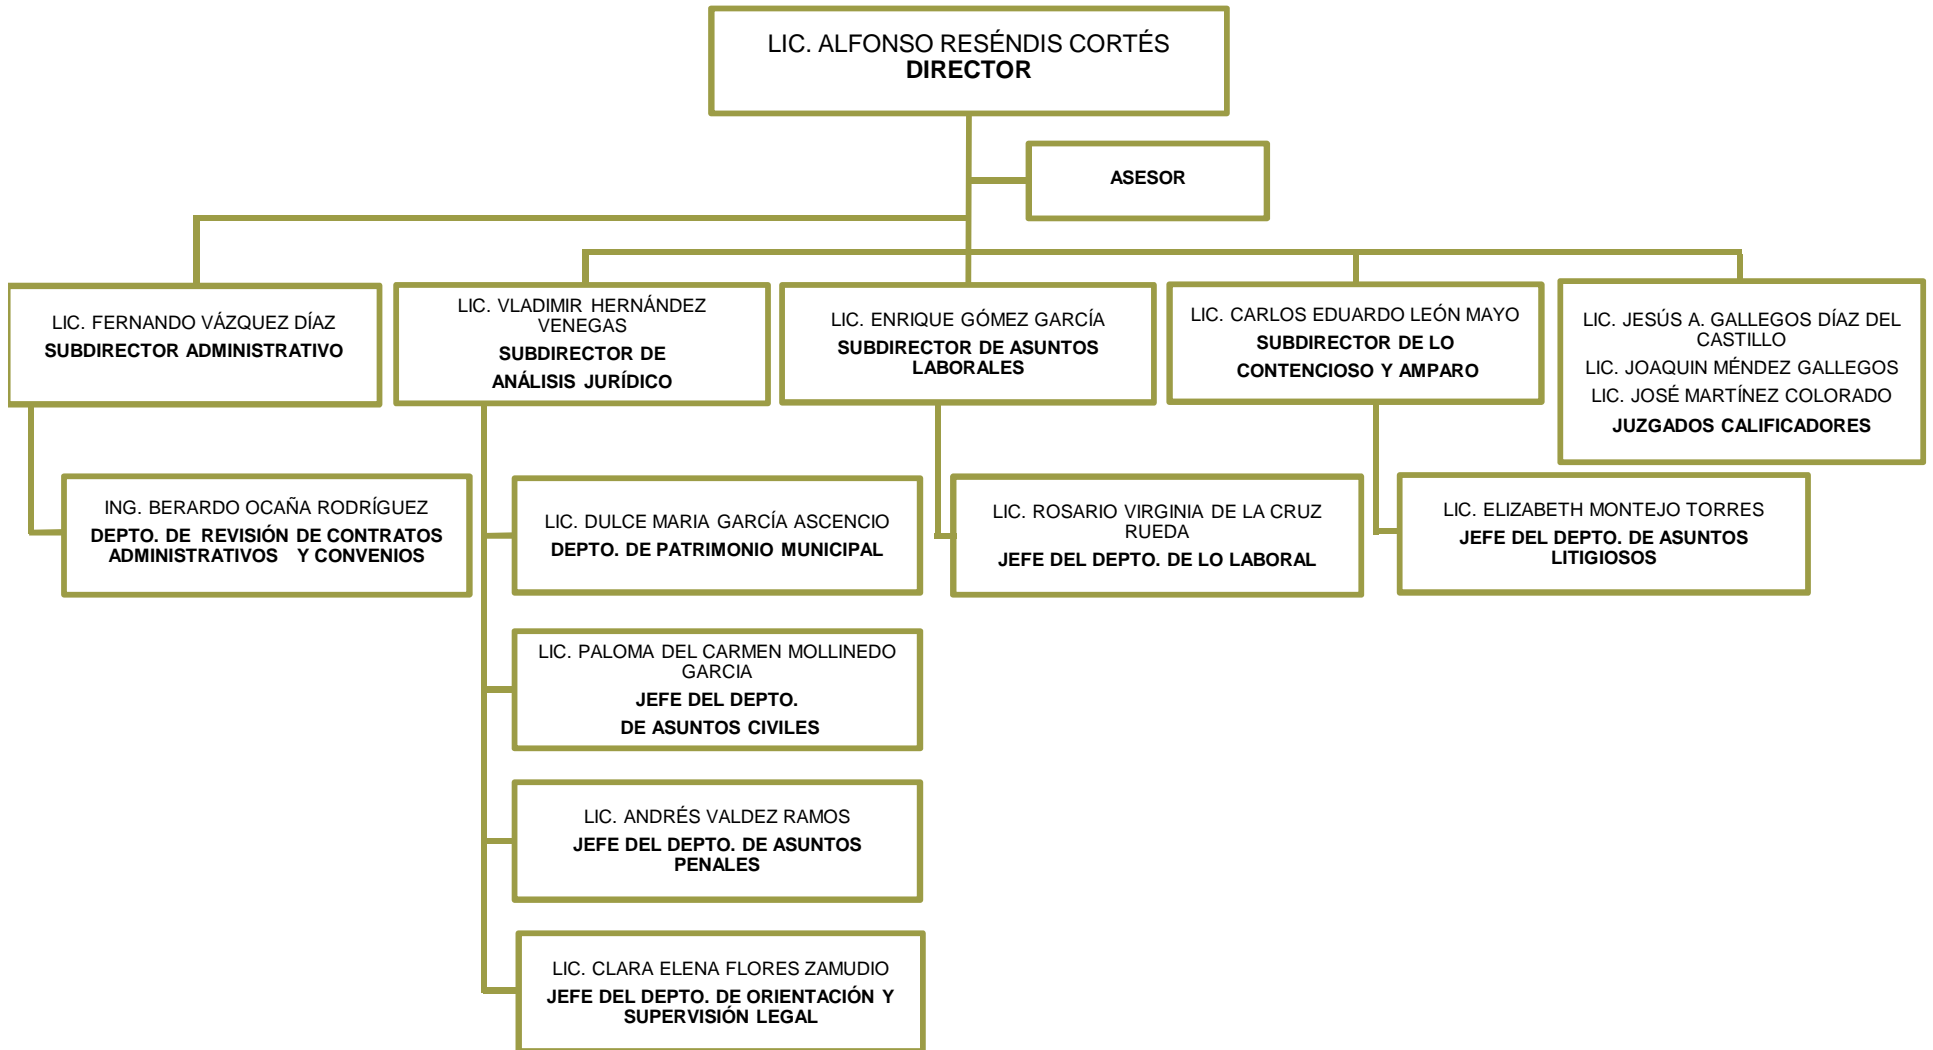 LIC. ALFONSO RESÉNDIS CORTÉS
DIRECTOR
ASESOR
LIC. FERNANDO VÁZQUEZ DÍAZ
SUBDIRECTOR ADMINISTRATIVO
LIC. VLADIMIR HERNÁNDEZ
VENEGAS
SUBDIRECTOR DE
ANÁLISIS JURÍDICO
LIC. ENRIQUE GÓMEZ GARCÍA
SUBDIRECTOR DE ASUNTOS
LABORALES
LIC. CARLOS EDUARDO LEÓN MAYO
SUBDIRECTOR DE LO
CONTENCIOSO Y AMPARO
LIC. JESÚS A. GALLEGOS DÍAZ DEL
CASTILLO
LIC. JOAQUIN MÉNDEZ GALLEGOS
LIC. JOSÉ MARTÍNEZ COLORADO
JUZGADOS CALIFICADORES
ING. BERARDO OCAÑA RODRÍGUEZ
DEPTO. DE REVISIÓN DE CONTRATOS
ADMINISTRATIVOS Y CONVENIOS
LIC. DULCE MARIA GARCÍA ASCENCIO
DEPTO. DE PATRIMONIO MUNICIPAL
LIC. ROSARIO VIRGINIA DE LA CRUZ
RUEDA
JEFE DEL DEPTO. DE LO LABORAL
LIC. ELIZABETH MONTEJO TORRES
JEFE DEL DEPTO. DE ASUNTOS
LITIGIOSOS
LIC. PALOMA DEL CARMEN MOLLINEDO
GARCIA
JEFE DEL DEPTO.
DE ASUNTOS CIVILES
LIC. ANDRÉS VALDEZ RAMOS
JEFE DEL DEPTO. DE ASUNTOS
PENALES
LIC. CLARA ELENA FLORES ZAMUDIO
JEFE DEL DEPTO. DE ORIENTACIÓN Y
SUPERVISIÓN LEGAL